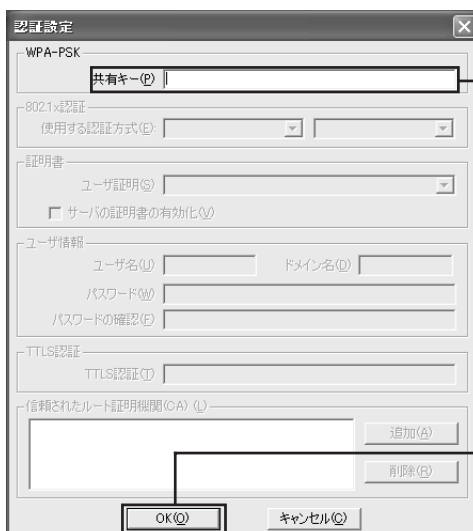 認証設定
WPA-PSK
共有キー(P)
802.1x認証
使用する認証方式(E):
証明書
ユーザ証明(S)
サーバの証明書の有効化(V)
ユーザ情報
ユーザ名(U) ドメイン名(D)
パスワード(W)
パスワードの確認(F)
TTLS認証
TTLS認証(T)
信頼されたルート証明機関(CA) (L)
追加(A)
削除(R)
OK(O) キャンセル(C)